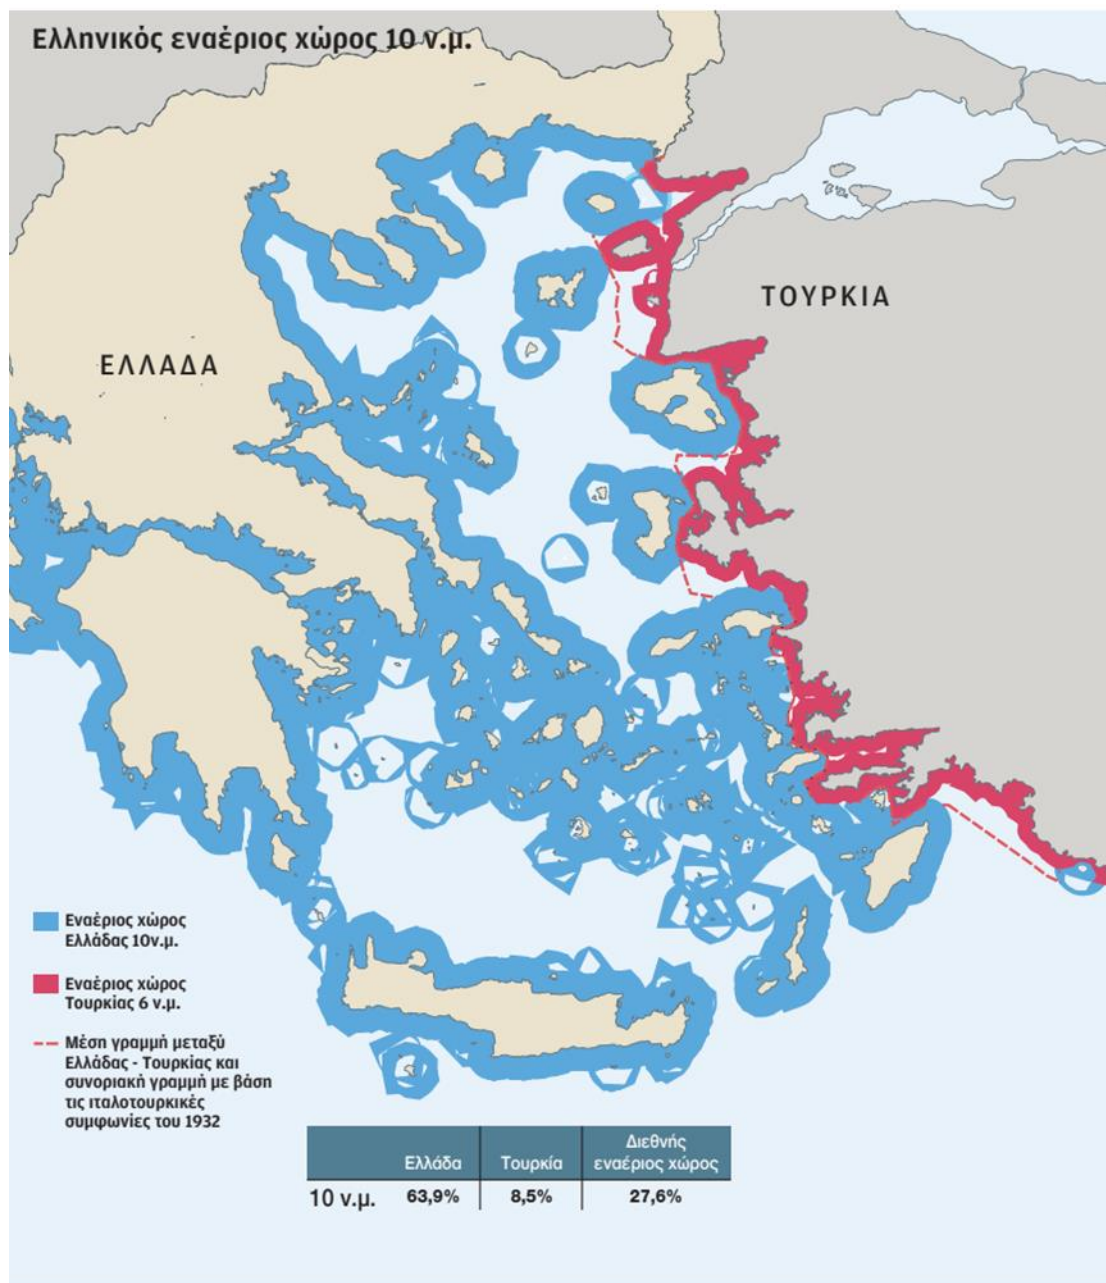 Ελληνικός εναέριος χώρος 10 ν.μ.
ΤΟΥΡΚΙΑ
ΕΛΛΑΔΑ
Εναέριος χώρος
Ελλάδας 10ν.μ.
Εναέριος χώρος
Τουρκίας 6 ν.μ.
Μέση γραμμή μεταξύ
Ελλάδας - Τουρκίας και
συνοριακή γραμμή με βάση
τις ιταλοτουρκικές
συμφωνίες του 1932
Ελλάδα Τουρκία Διεθνής
εναέριος χώρος
10 ν.μ. 63,9% 8,5% 27,6%